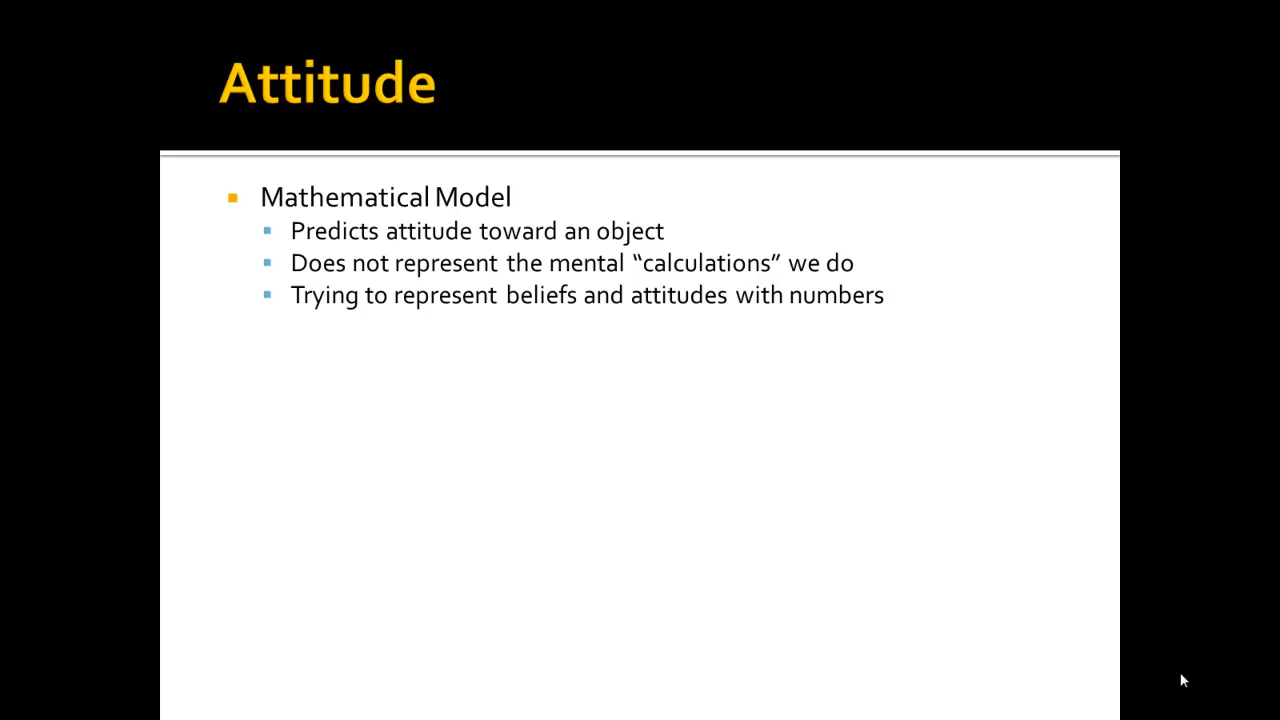 Attitude
Mathematical Model
Predicts attitude toward an object
Does not represent the mental “calculations” we do
Trying to represent beliefs and attitudes with numbers